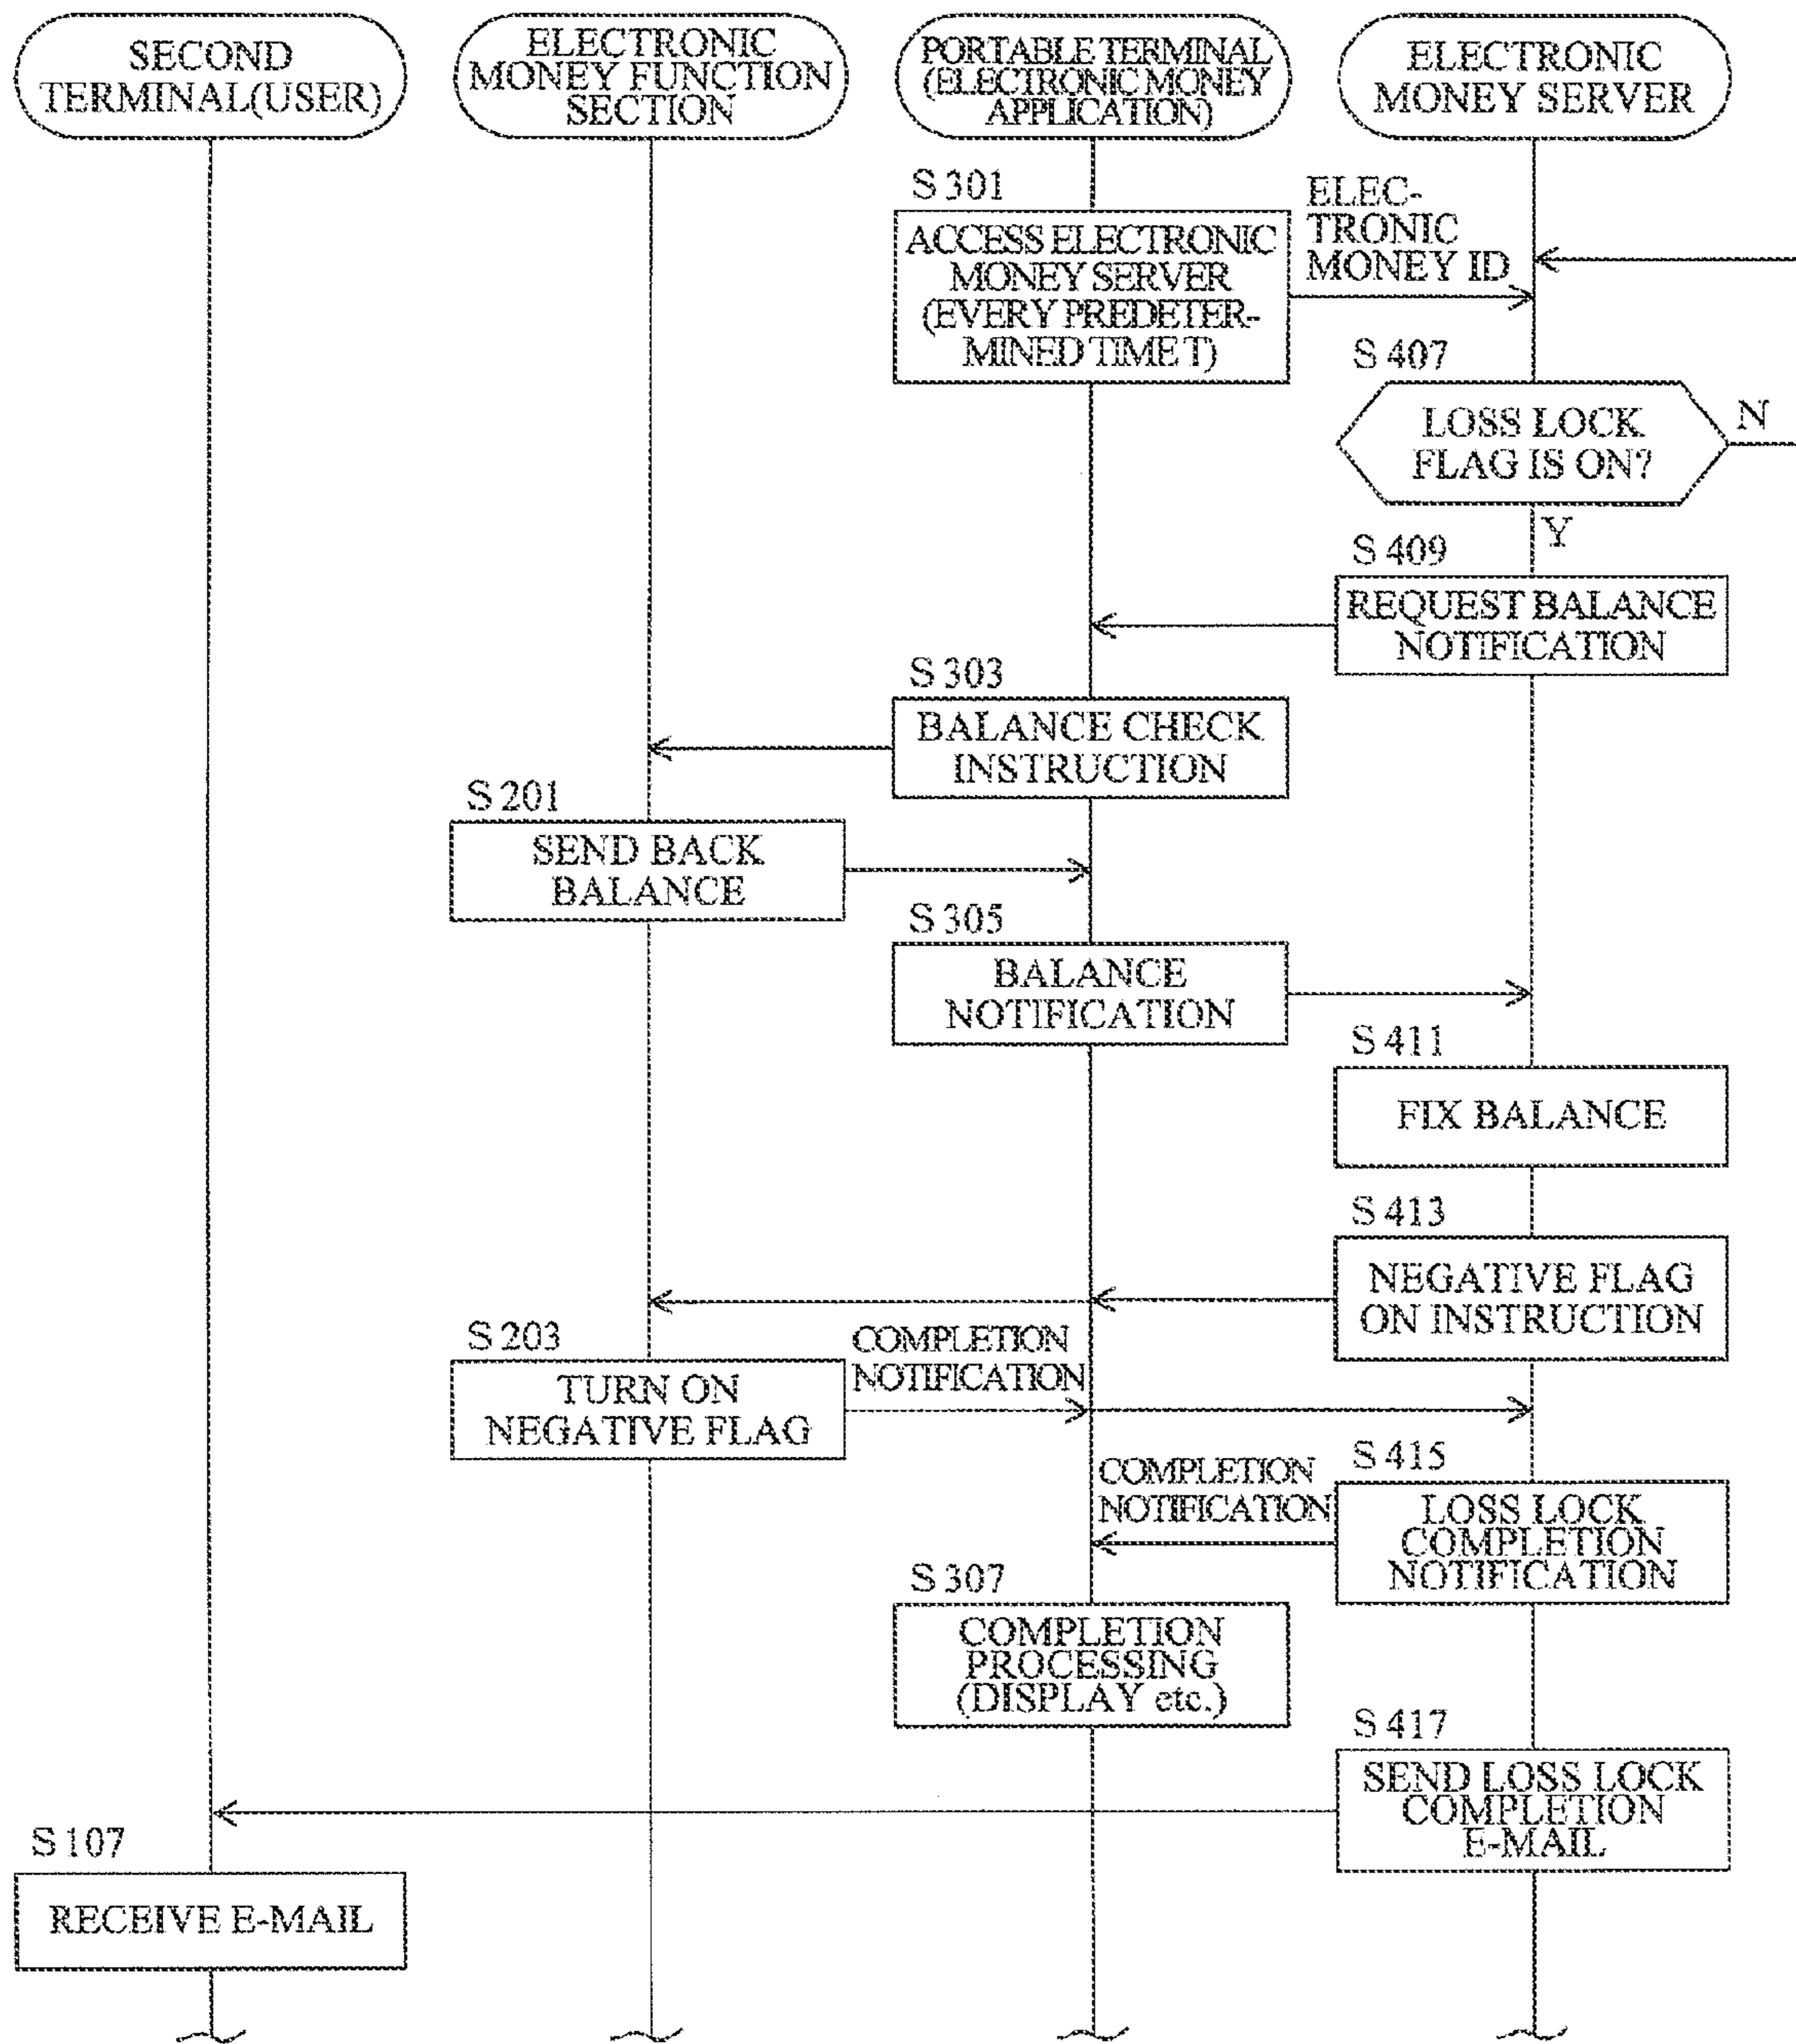 SECOND
TERMINAL(USER)
ELECTRONIC
MONEY FUNCTION
SECTION
PORTABLE TERMINAL
(ELECTRONIC MONEY
APPLICATION)
ELECTRONIC
MONEY SERVER
S 301
ACCESS ELECTRONIC
MONEY SERVER
(EVERY PREDETER-
MINED TIME T)
ELEC-
TRONIC
MONEY ID
S 407
LOSS LOCK
FLAG IS ON?
N
Y
S 409
REQUEST BALANCE
NOTIFICATION
S 303
BALANCE CHECK
INSTRUCTION
S 201
SEND BACK
BALANCE
S 305
BALANCE
NOTIFICATION
S 411
FIX BALANCE
S 413
NEGATIVE FLAG
ON INSTRUCTION
S 203
TURN ON
NEGATIVE FLAG
COMPLETION
NOTIFICATION
S 415
LOSS LOCK
COMPLETION
NOTIFICATION
COMPLETION
NOTIFICATION
S 307
COMPLETION
PROCESSING
(DISPLAY etc.)
S 417
SEND LOSS LOCK
COMPLETION
E-MAIL
S 107
RECEIVE E-MAIL